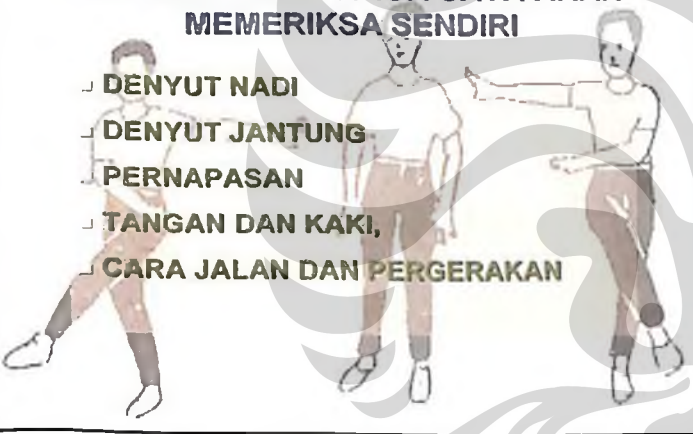 MEMERIKSA SENDIRI
DENYUT NADI
DENYUT JANTUNG
PERNAPASAN
TANGAN DAN KAKI,
CARA JALAN DAN PERGERAKAN